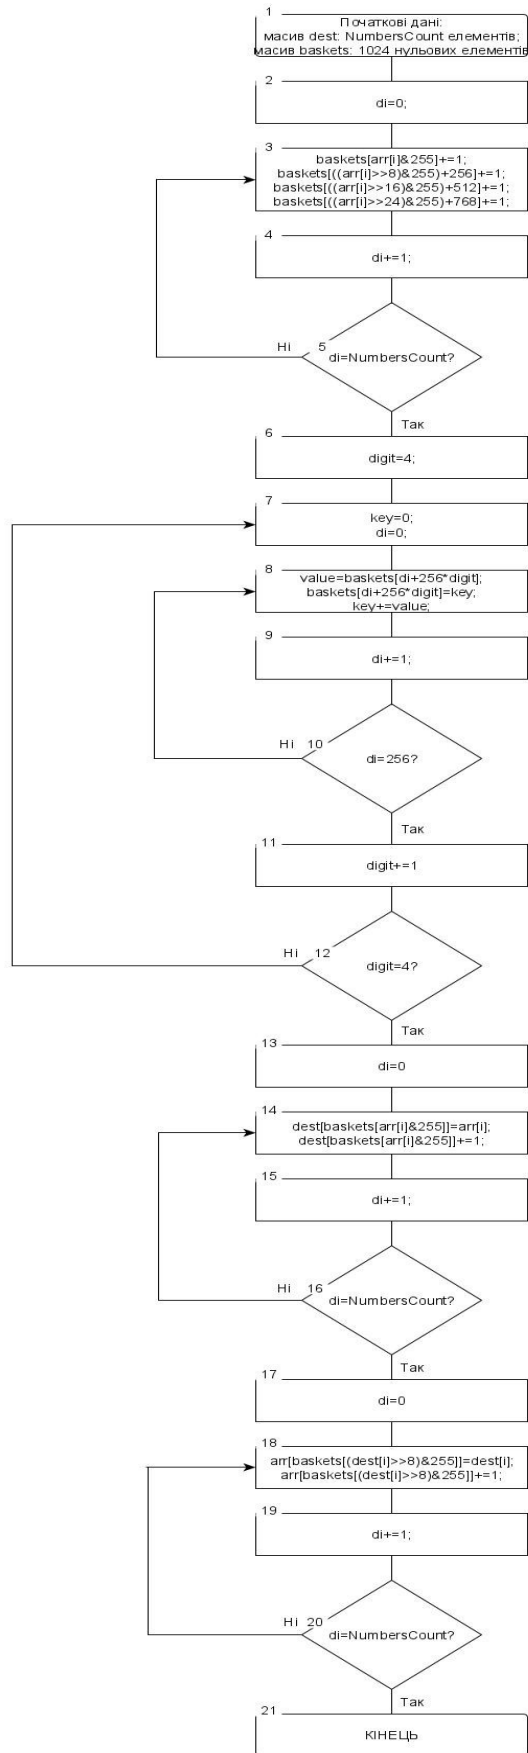 1
Початкові дані:
масив dest: NumbersCount елементів;
масив baskets: 1024 нульових елементів
2
di=0;
3
baskets[arr[i]&255]+=1;
baskets[((arr[i]>>8)&255)+256]+=1;
baskets[((arr[i]>>16)&255)+512]+=1;
baskets[((arr[i]>>24)&255)+768]+=1;
4
di+=1;
Ні 5
di=NumbersCount?
Так
6
digit=4;
7
key=0;
di=0;
8
value=baskets[di+256*digit];
baskets[di+256*digit]=key;
key+=value;
9
di+=1;
Ні 10
di=256?
Так
11
digit+=1
Ні 12
digit=4?
Так
13
di=0
14
dest[baskets[arr[i]&255]]=arr[i];
dest[baskets[arr[i]&255]]+=1;
15
di+=1;
Ні 16
di=NumbersCount?
Так
17
di=0
18
arr[baskets[(dest[i]>>8)&255]]=dest[i];
arr[baskets[(dest[i]>>8)&255]]+=1;
19
di+=1;
Ні 20
di=NumbersCount?
Так
21
КІНЕЦЬ